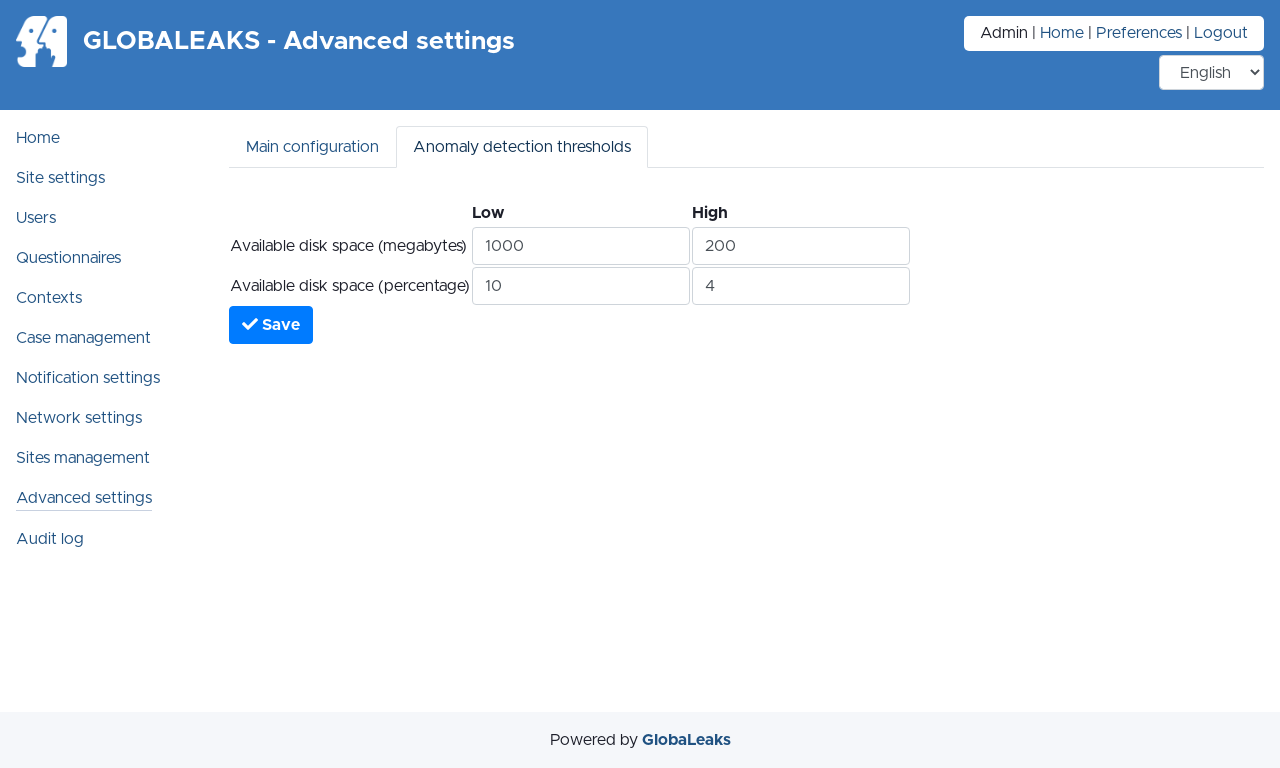 GLOBALEAKS - Advanced settings
Admin | Home | Preferences | Logout
English
Home
Site settings
Users
Questionnaires
Contexts
Case management
Notification settings
Network settings
Sites management
Advanced settings
Audit log
Main configuration
Anomaly detection thresholds
Low High
Available disk space (megabytes) 1000 200
Available disk space (percentage) 10 4
Save
Powered by GlobaLeaks